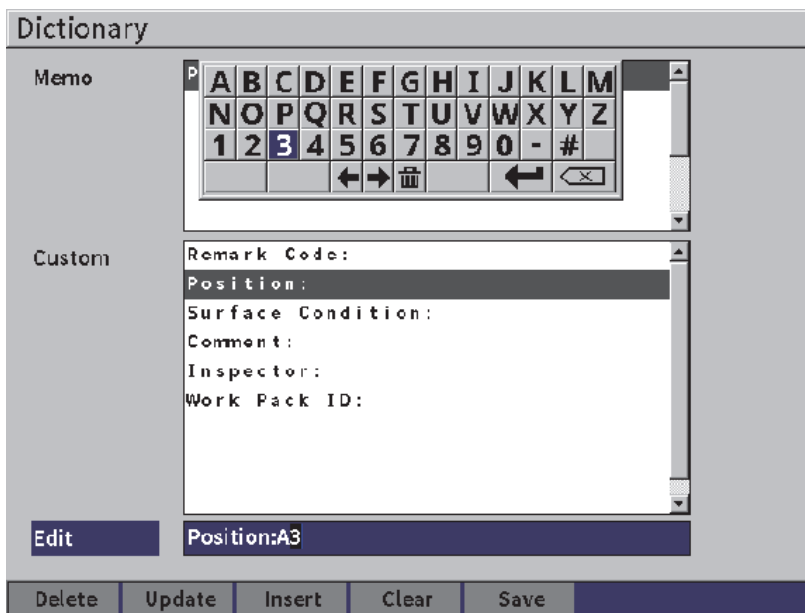 Dictionary
Memo
P
A B C D E F G H I J K L M
N O P Q R S T U V W X Y Z
1 2 3 4 5 6 7 8 9 0 - #
Custom
Remark Code:
Position:
Surface Condition:
Comment:
Inspector:
Work Pack ID:
Edit
Position:A3
Delete Update Insert Clear Save